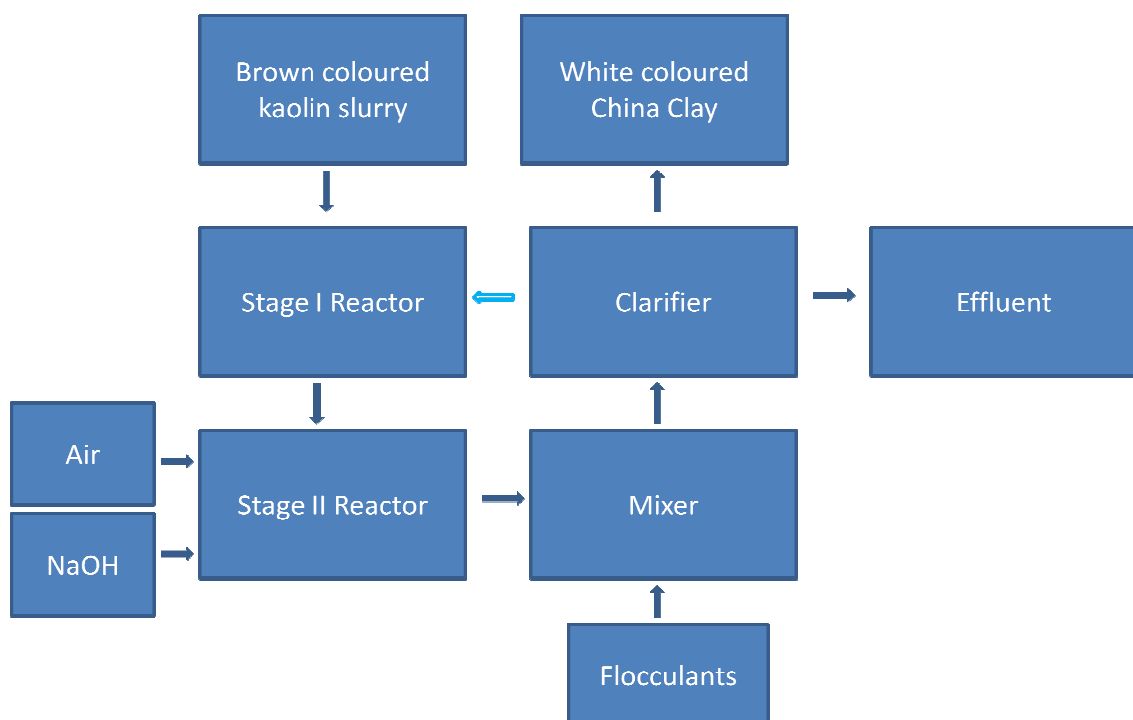 Brown coloured
kaolin slurry
White coloured
China Clay
Stage I Reactor
Clarifier
Effluent
Air
Stage II Reactor
Mixer
NaOH
Flocculants